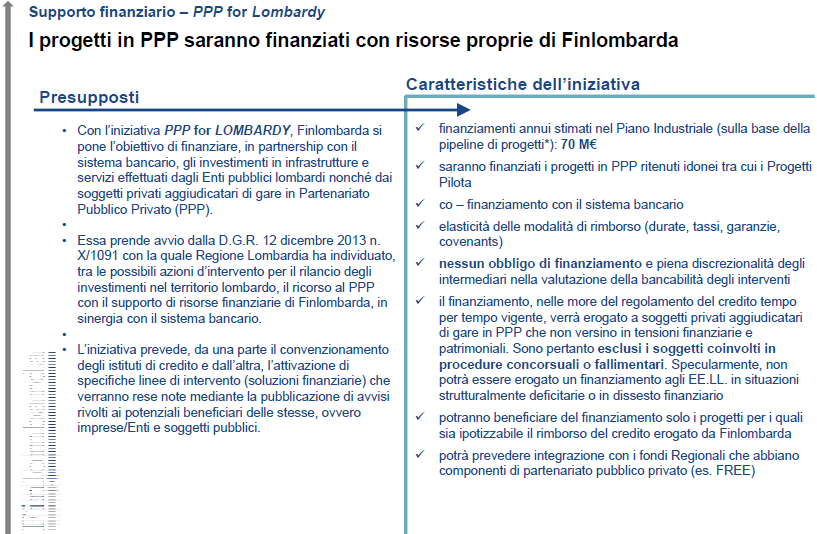 Supporto finanziario – PPP for Lombardy
I progetti in PPP saranno finanziati con risorse proprie di Finlombarda
Presupposti
• Con l'iniziativa PPP for LOMBARDY, Finlombarda si
pone l'obiettivo di finanziare, in partnership con il
sistema bancario, gli investimenti in infrastrutture e
servizi effettuati dagli Enti pubblici lombardi nonché dai
soggetti privati aggiudicatari di gare in Partenariato
Pubblico Privato (PPP).
•
• Essa prende avvio dalla D.G.R. 12 dicembre 2013 n.
X/1091 con la quale Regione Lombardia ha individuato,
tra le possibili azioni d'intervento per il rilancio degli
investimenti nel territorio lombardo, il ricorso al PPP
con il supporto di risorse finanziarie di Finlombarda, in
sinergia con il sistema bancario.
•
• L'iniziativa prevede, da una parte il convenzionamento
degli istituti di credito e dall'altra, l'attivazione di
specifiche linee di intervento (soluzioni finanziarie) che
verranno rese note mediante la pubblicazione di avvisi
rivolti ai potenziali beneficiari delle stesse, ovvero
imprese/Enti e soggetti pubblici.
Caratteristiche dell'iniziativa
✓ finanziamenti annui stimati nel Piano Industriale (sulla base della
pipeline di progetti*): 70 M€
✓ saranno finanziati i progetti in PPP ritenuti idonei tra cui i Progetti
Pilota
✓ co – finanziamento con il sistema bancario
✓ elasticità delle modalità di rimborso (durate, tassi, garanzie,
covenants)
✓ nessun obbligo di finanziamento e piena discrezionalità degli
intermediari nella valutazione della bancabilità degli interventi
✓ il finanziamento, nelle more del regolamento del credito tempo
per tempo vigente, verrà erogato a soggetti privati aggiudicatari
di gare in PPP che non versino in tensioni finanziarie e
patrimoniali. Sono pertanto esclusi i soggetti coinvolti in
procedure concorsuali o fallimentari. Specularmente, non
potrà essere erogato un finanziamento agli EE.LL. in situazioni
strutturalmente deficitarie o in dissesto finanziario
✓ potranno beneficiare del finanziamento solo i progetti per i quali
sia ipotizzabile il rimborso del credito erogato da Finlombarda
✓ potrà prevedere integrazione con i fondi Regionali che abbiano
componenti di partenariato pubblico privato (es. FREE)